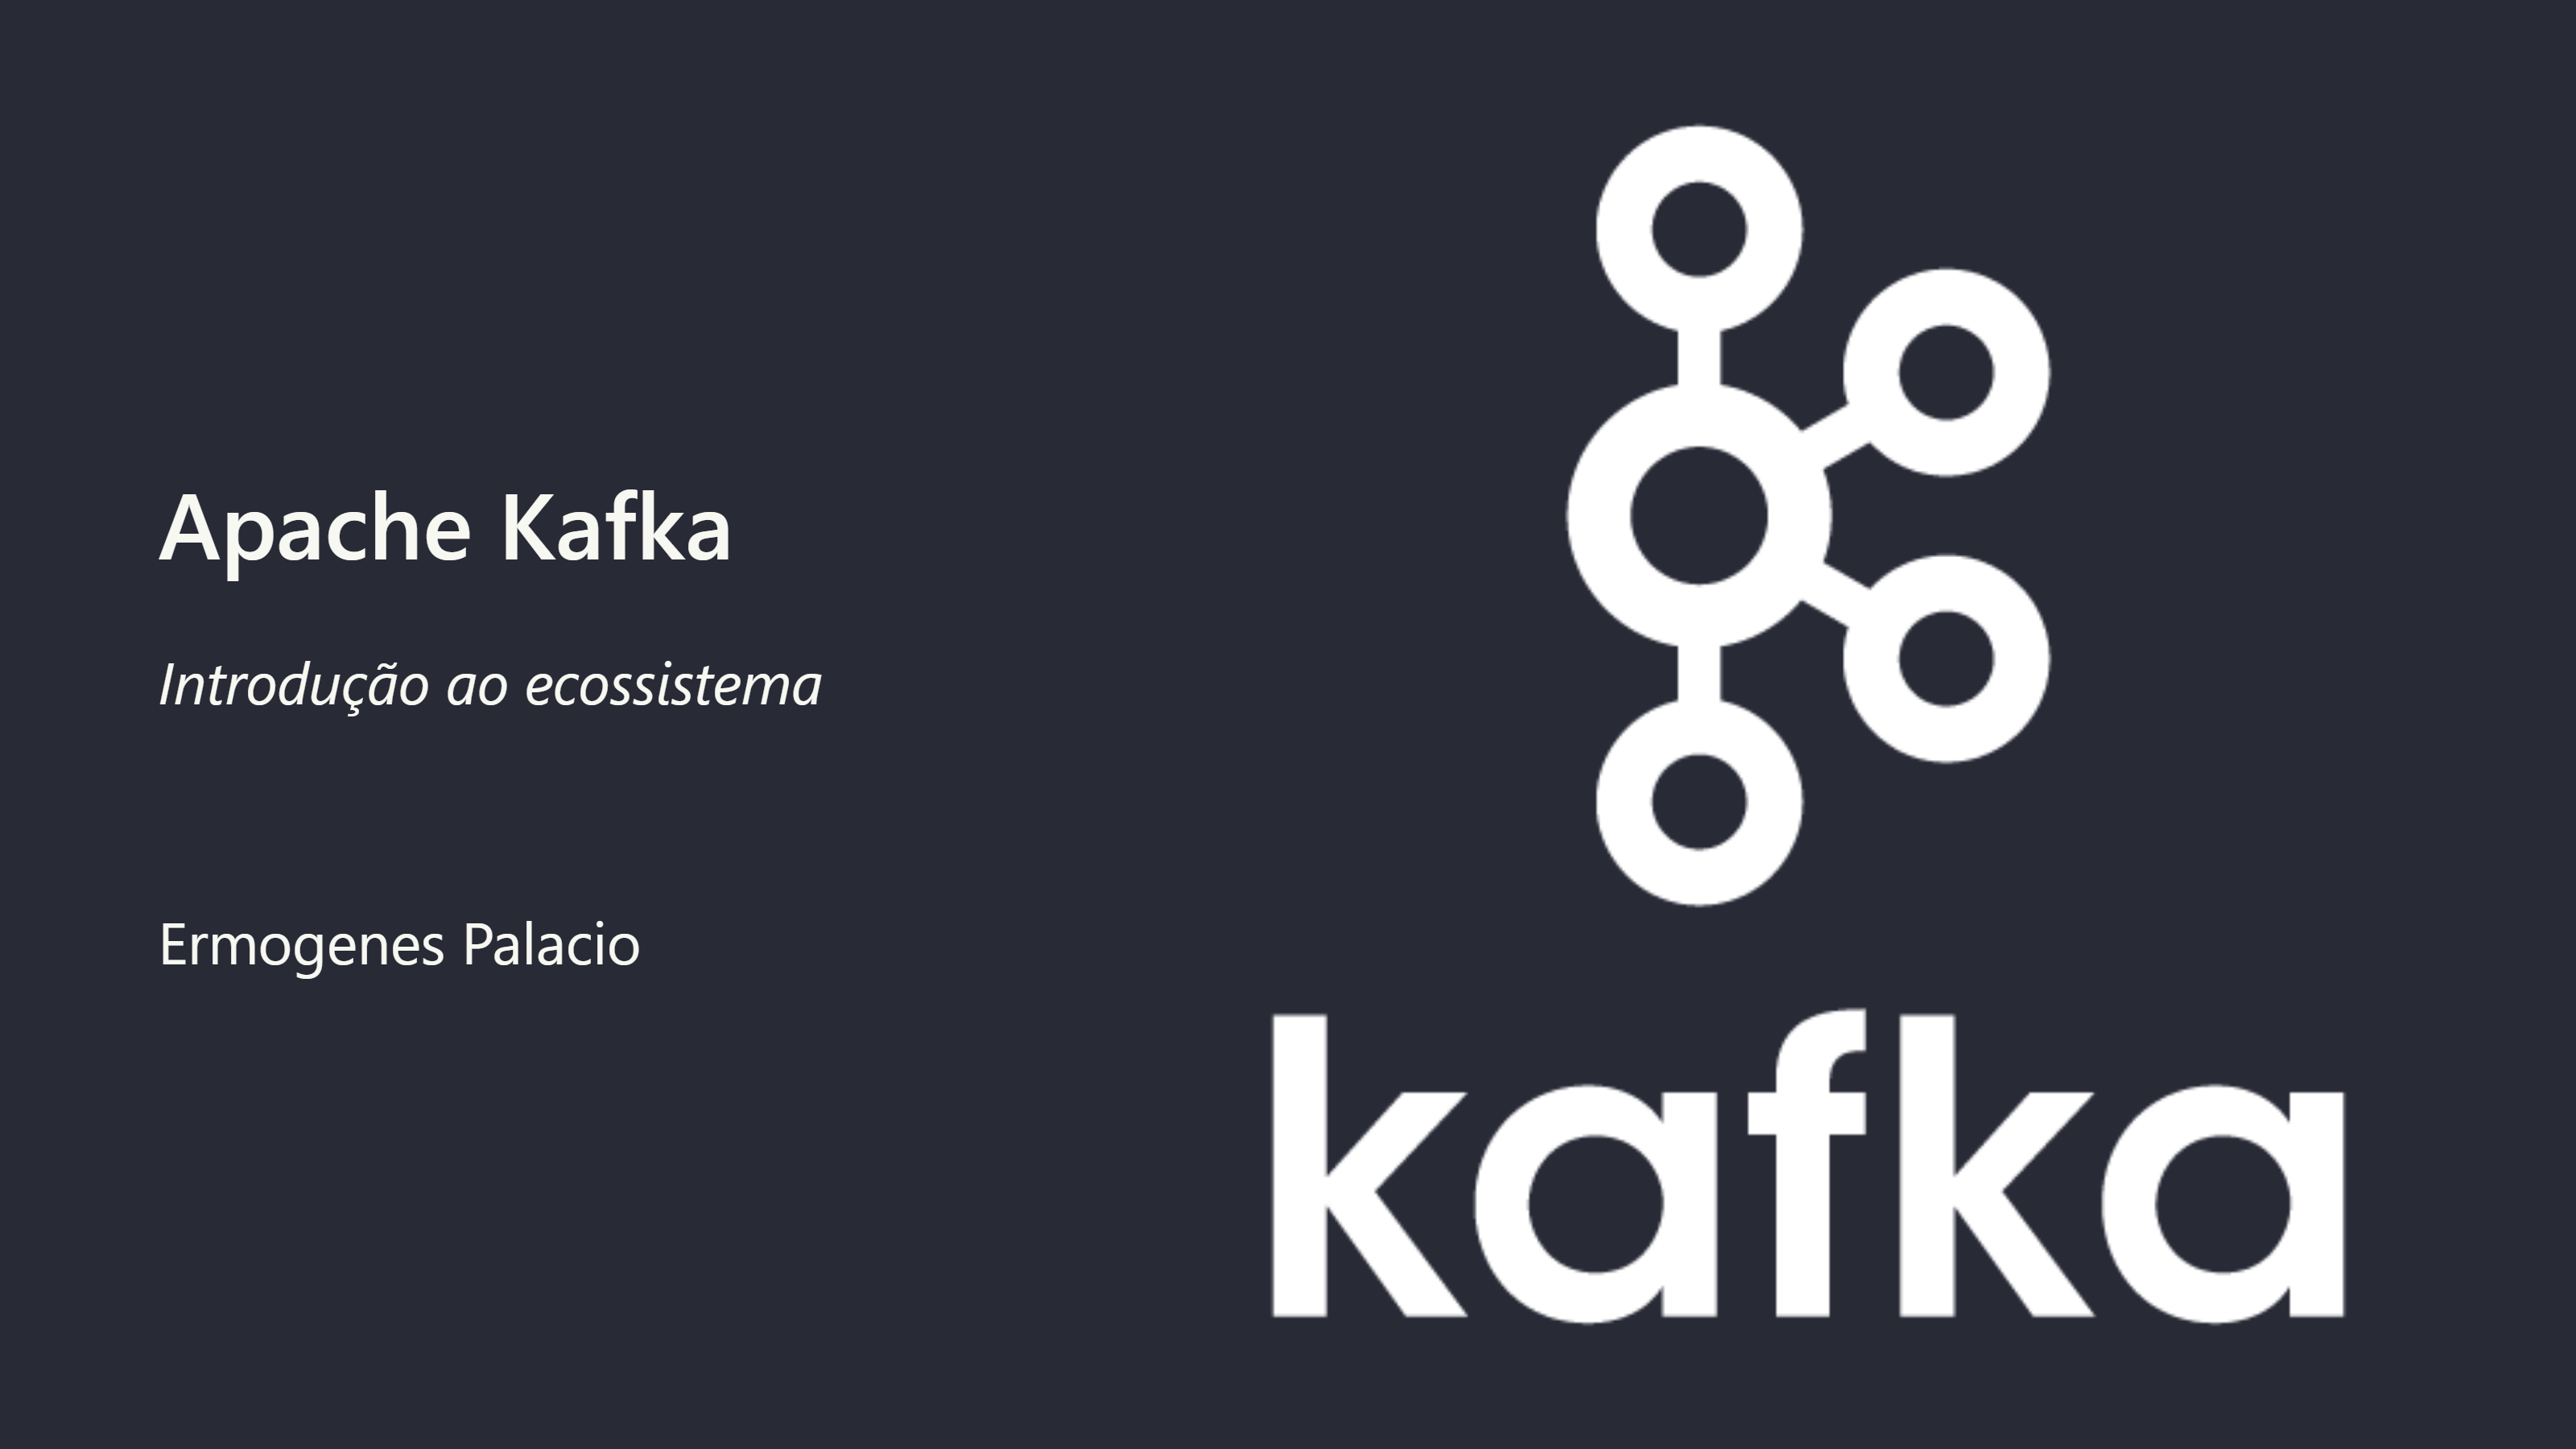 Apache Kafka
Introdução ao ecossistema
Ermogenes Palacio
kafka